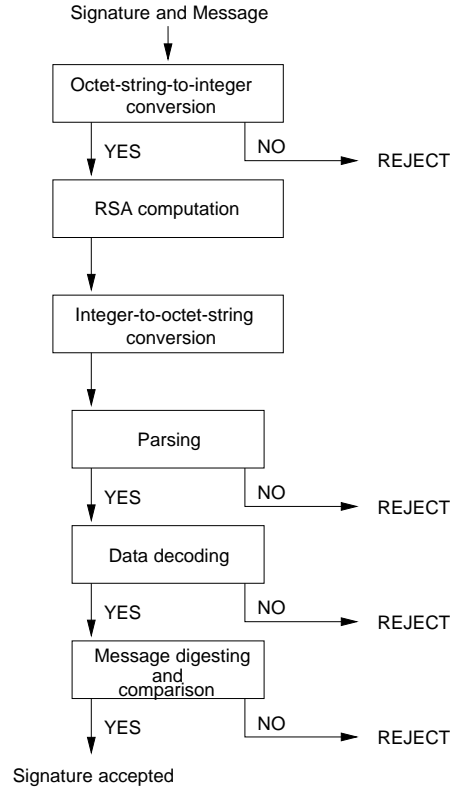 Signature and Message
Octet-string-to-integer
conversion
YES
NO
REJECT
RSA computation
Integer-to-octet-string
conversion
Parsing
YES
NO
REJECT
Data decoding
YES
NO
REJECT
Message digesting
and
comparison
YES
NO
REJECT
Signature accepted